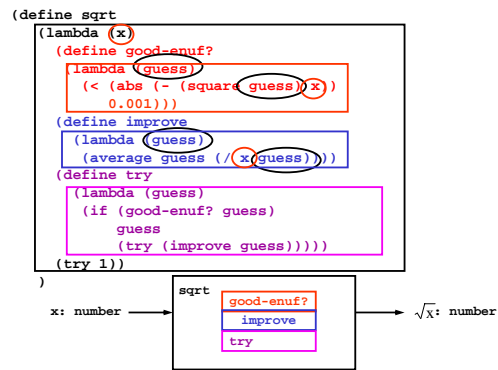 (define sqrt
(lambda (x)
(define good-enuf?
(lambda (guess)
(< (abs (- (square guess) x))
0.001)))
(define improve
(lambda (guess)
(average guess (/ x guess))))
(define try
(lambda (guess)
(if (good-enuf? guess)
guess
(try (improve guess)))))
(try 1))
)
sqrt
good-enuf?
x: number
√x: number
improve
try